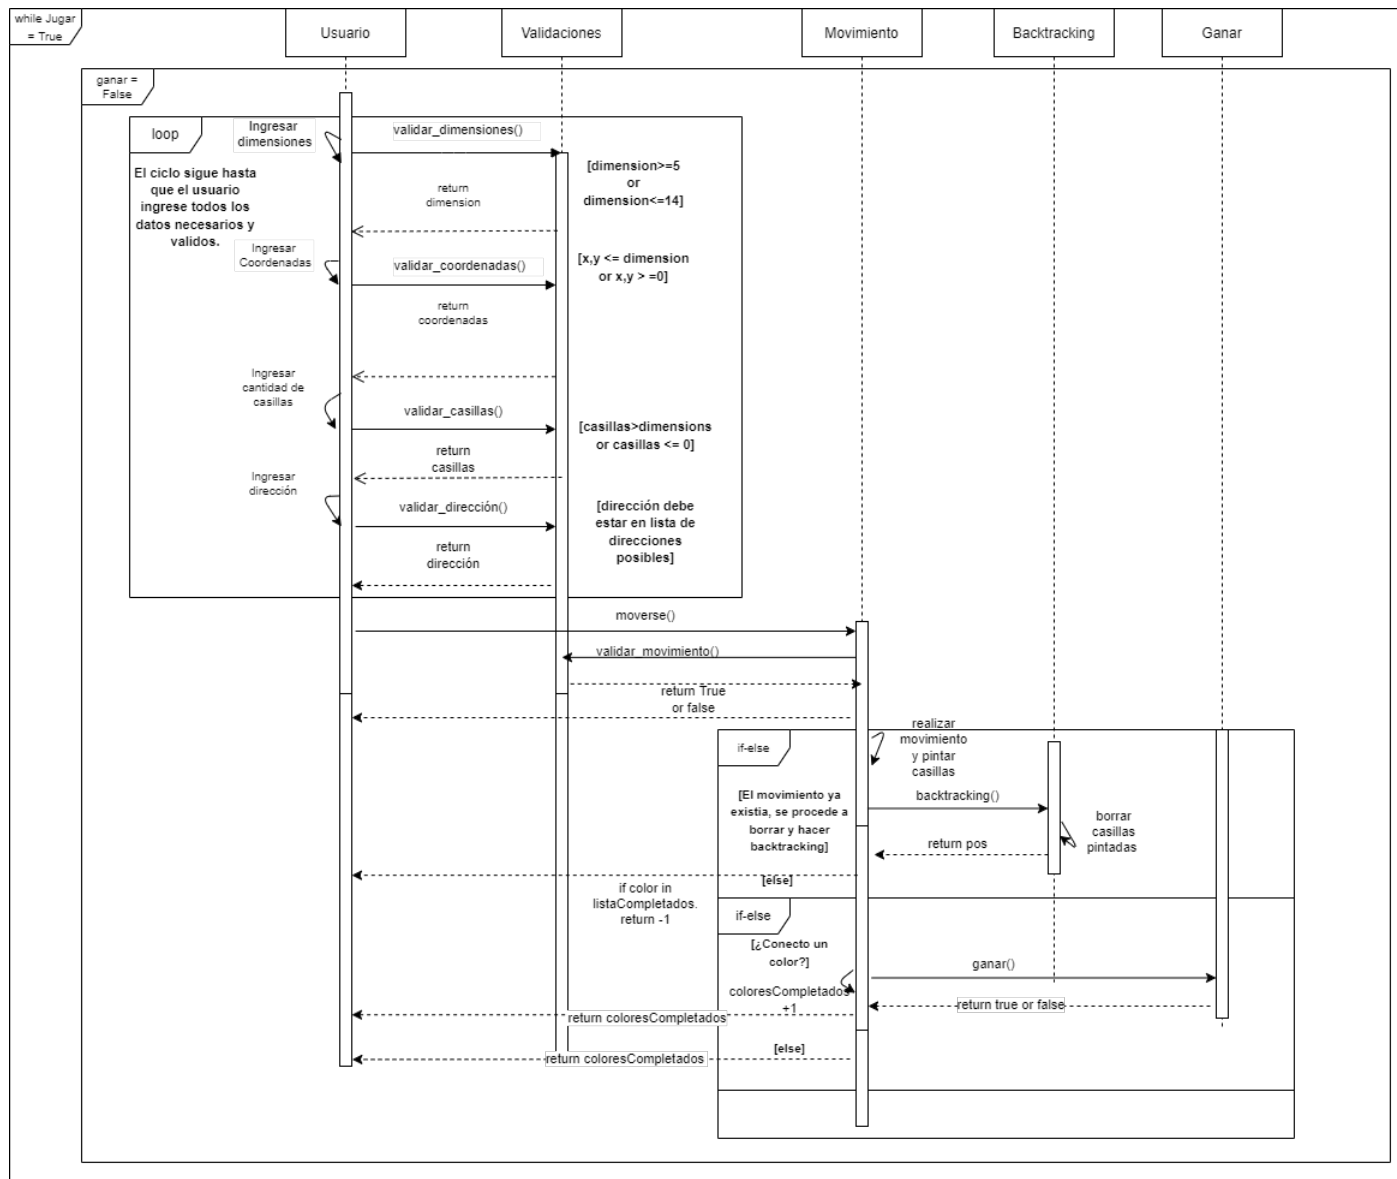 while Jugar
= True
Usuario
Validaciones
Movimiento
Backtracking
Ganar
ganar =
False
loop
Ingresar
dimensiones
validar_dimensiones()
El ciclo sigue hasta
que el usuario
ingrese todos los
datos necesarios y
validos.
[dimension>=5
or
dimension<=14]
return
dimension
Ingresar
Coordenadas
validar_coordenadas()
[x,y <= dimension
or x,y > =0]
return
coordenadas
Ingresar
cantidad de
casillas
validar_casillas()
[casillas>dimensions
or casillas <= 0]
return
casillas
Ingresar
dirección
validar_dirección()
[dirección debe
estar en lista de
direcciones
posibles]
return
dirección
moverse()
validar_movimiento()
return True
or false
realizar
movimiento
y pintar
casillas
if-else
[El movimiento ya
existia, se procede a
borrar y hacer
backtracking]
backtracking()
borrar
casillas
pintadas
return pos
[else]
if color in
listaCompletados.
return -1
if-else
[¿Conecto un
color?]
ganar()
coloresCompletados
+1
return true or false
return coloresCompletados
[else]
return coloresCompletados